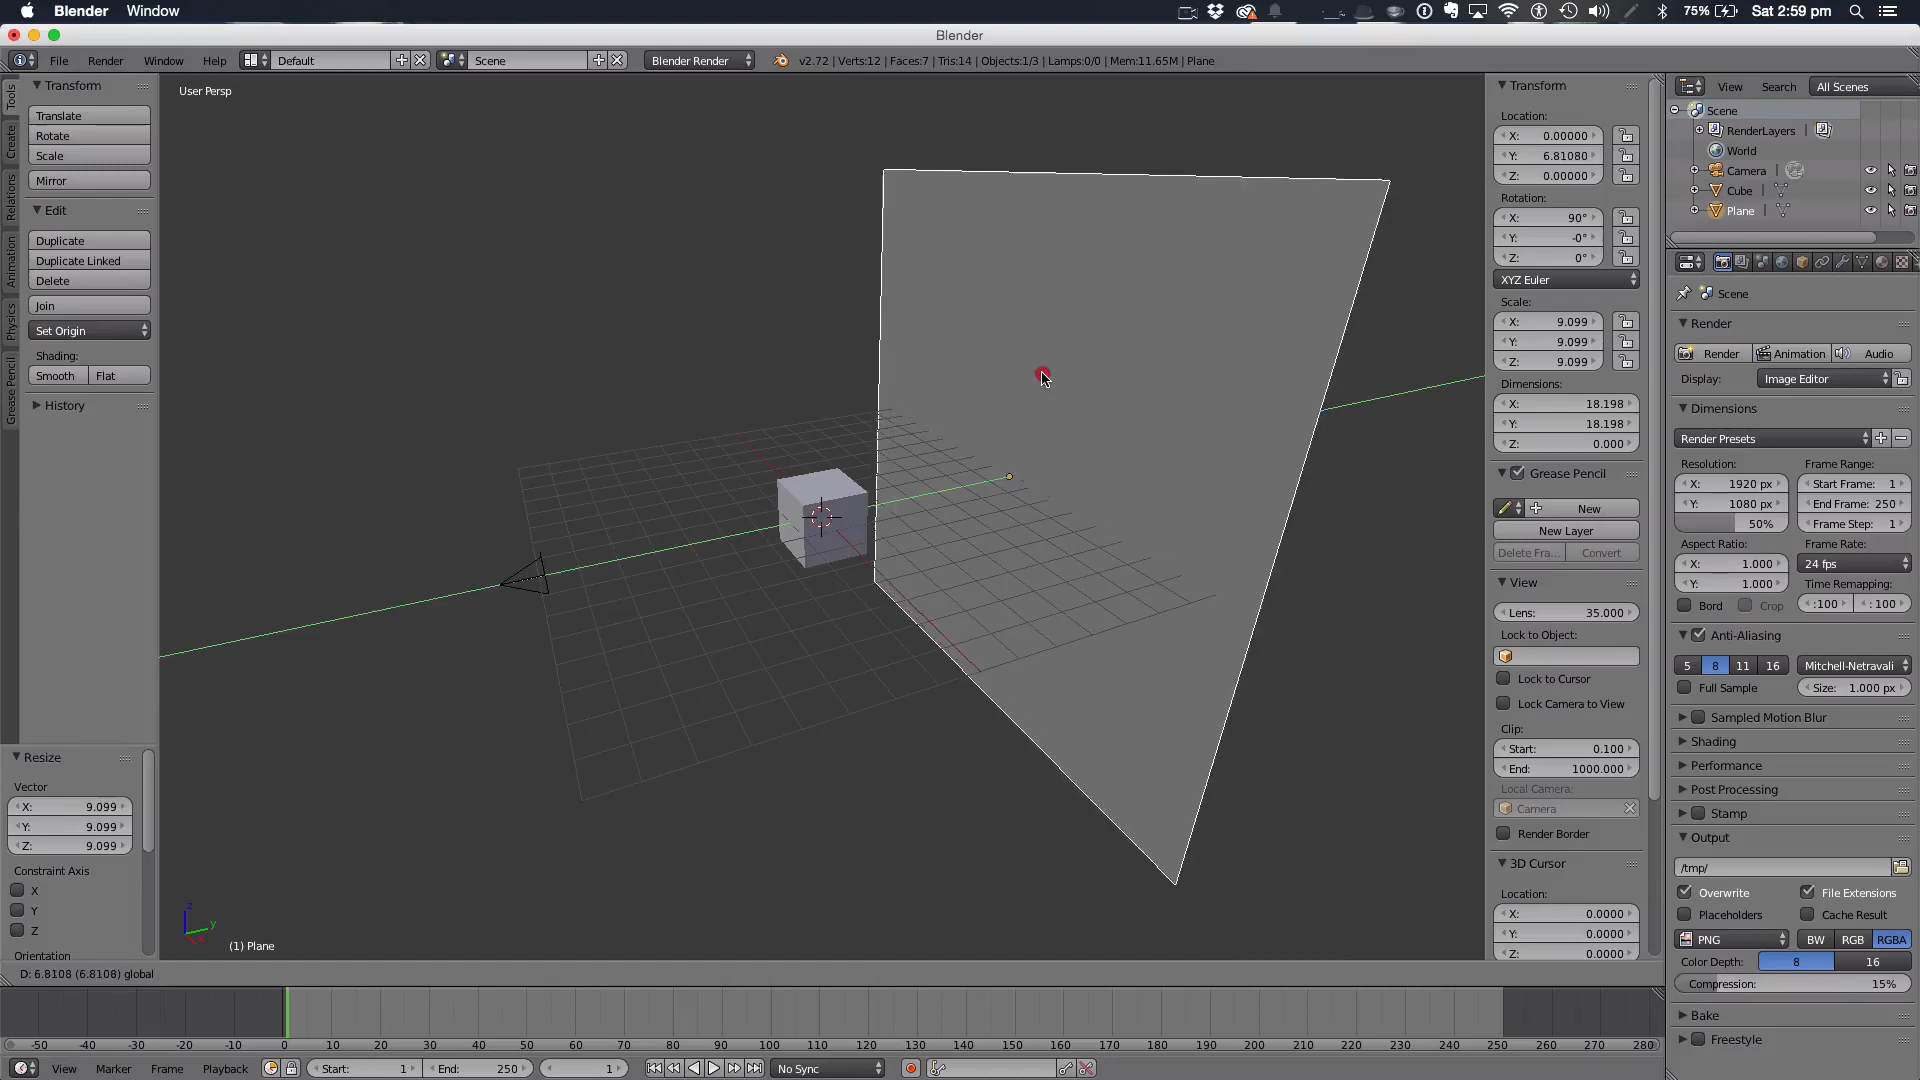 Blender Window 75% Sat 2:59 pm
Blender
File Render Window Help Default Scene Blender Render v2.72 | Verts:12 | Faces:7 | Tris:14 | Objects:1/3 | Lamps:0/0 | Mem:11.65M | Plane
Tools
Create
Relations
Animation
Physics
Grease Pencil
Transform
Translate
Rotate
Scale
Mirror
Edit
Duplicate
Duplicate Linked
Delete
Join
Set Origin
Shading:
Smooth Flat
History
Resize
Vector
X: 9.099
Y: 9.099
Z: 9.099
Constraint Axis
X
Y
Z
Orientation
User Persp
z
y
x
(1) Plane
D: 6.8108 (6.8108) global
Transform
Location:
X: 0.00000
Y: 6.81080
Z: 0.00000
Rotation:
X: 90°
Y: -0°
Z: 0°
XYZ Euler
Scale:
X: 9.099
Y: 9.099
Z: 9.099
Dimensions:
X: 18.198
Y: 18.198
Z: 0.000
Grease Pencil
New
New Layer
Delete Fra... Convert
View
Lens: 35.000
Lock to Object:
Lock to Cursor
Lock Camera to View
Clip:
Start: 0.100
End: 1000.000
Local Camera:
Camera
Render Border
3D Cursor
Location:
X: 0.0000
Y: 0.0000
Z: 0.0000
View Search All Scenes
Scene
RenderLayers |
World
Camera
Cube
Plane
Scene
Render
Render Animation Audio
Display: Image Editor
Dimensions
Render Presets
Resolution: Frame Range:
X: 1920 px Start Frame: 1
Y: 1080 px End Frame: 250
50% Frame Step: 1
Aspect Ratio: Frame Rate:
X: 1.000 24 fps
Y: 1.000 Time Remapping:
Bord Crop :100 : 100
Anti-Aliasing
5 8 11 16 Mitchell-Netravali
Full Sample Size: 1.000 px
Sampled Motion Blur
Shading
Performance
Post Processing
Stamp
Output
/tmp/
Overwrite File Extensions
Placeholders Cache Result
PNG BW RGB RGBA
Color Depth: 8 16
Compression: 15%
Bake
Freestyle
-50 -40 -30 -20 -10 0 10 20 30 40 50 60 70 80 90 100 110 120 130 140 150 160 170 180 190 200 210 220 230 240 250 260 270 280
View Marker Frame Playback Start: 1 End: 250 1 No Sync